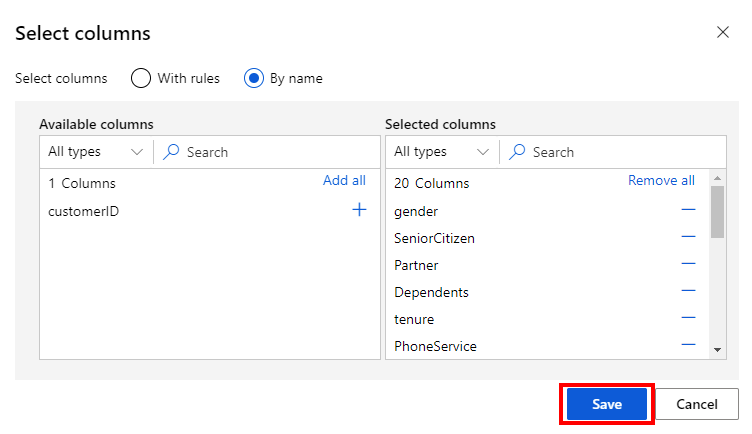 Select columns
Select columns With rules By name
Available columns Selected columns
All types Search All types Search
1 Columns Add all 20 Columns Remove all
customerID gender
SeniorCitizen
Partner
Dependents
tenure
PhoneService
Save Cancel